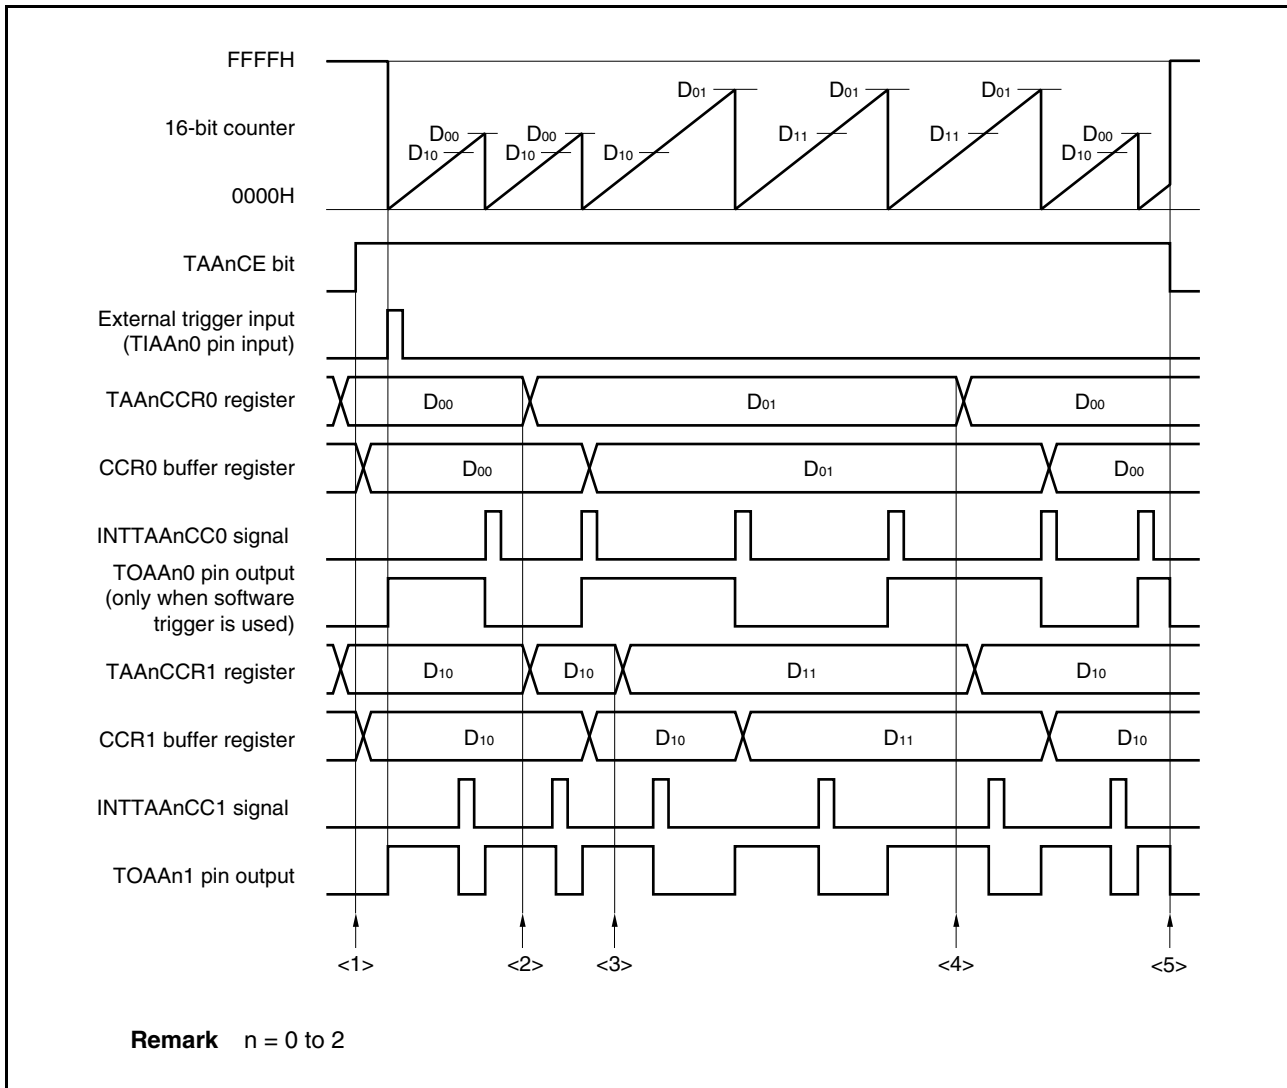 FFFFH
D01 D01 D01
16-bit counter
D00 D00 D11 D11 D00
D10 D10 D10 D10
0000H
TAAnCE bit
External trigger input
(TIAAn0 pin input)
TAAnCCR0 register D00 D01 D00
CCR0 buffer register D00 D01 D00
INTTAAnCC0 signal
TOAAn0 pin output
(only when software
trigger is used)
TAAnCCR1 register D10 D10 D11 D10
CCR1 buffer register D10 D10 D11 D10
INTTAAnCC1 signal
TOAAn1 pin output
<1> <2> <3> <4> <5>
Remark n = 0 to 2